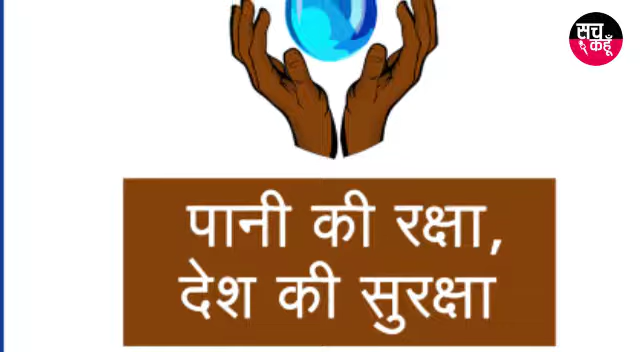 सच
कहूँ
पानी की रक्षा,
देश की सुरक्षा